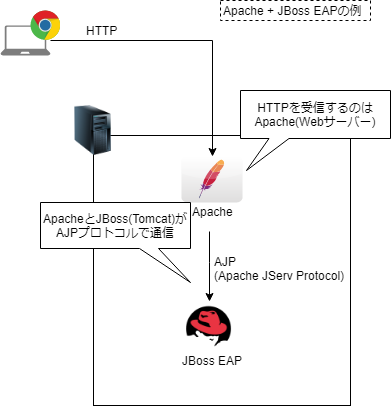 Apache + JBoss EAPの例
HTTP
HTTPを受信するのは
Apache(Webサーバー)
Apache
ApacheとJBoss(Tomcat)が
AJPプロトコルで通信
AJP
(Apache JServ Protocol)
JBoss EAP